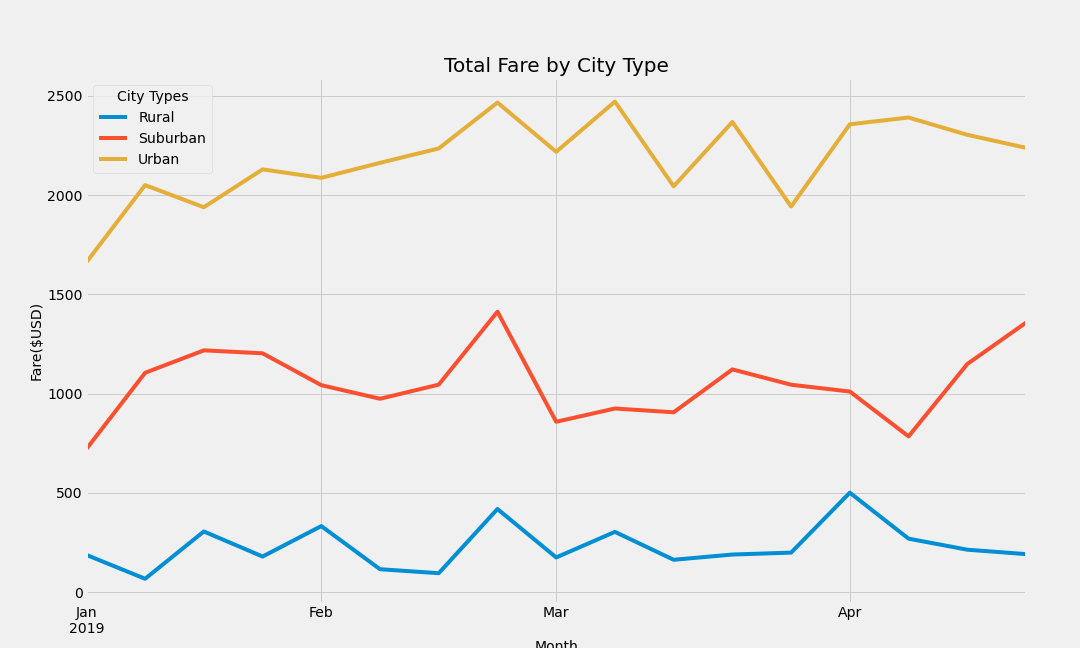 Total Fare by City Type
City Types
Rural
Suburban
Urban
Fare($USD)
2500
2000
1500
1000
500
0
Jan Feb Mar Apr
2019
Month